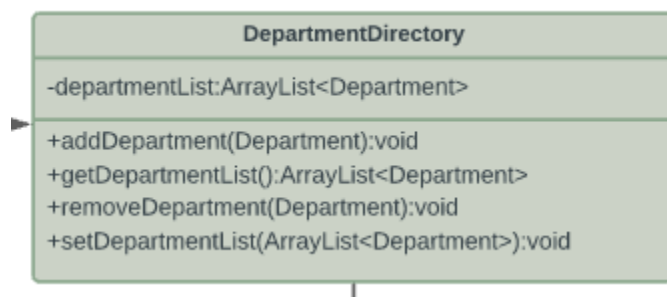 DepartmentDirectory
-departmentList:ArrayList<Department>
+addDepartment(Department):void
+getDepartmentList():ArrayList<Department>
+removeDepartment(Department):void
+setDepartmentList(ArrayList<Department>):void